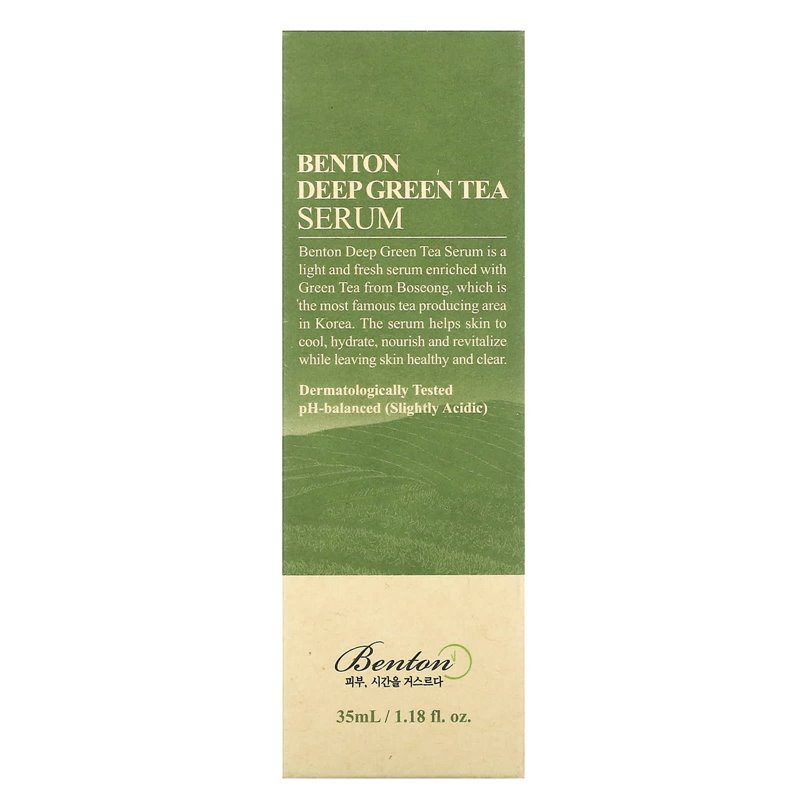 BENTON
DEEP GREEN TEA
SERUM
Benton Deep Green Tea Serum is a
light and fresh serum enriched with
Green Tea from Boseong, which is
the most famous tea producing area
in Korea. The serum helps skin to
cool, hydrate, nourish and revitalize
while leaving skin healthy and clear.
Dermatologically Tested
pH-balanced (Slightly Acidic)
Benton
피부, 시간을 거스르다
35mL / 1.18 fl. oz.